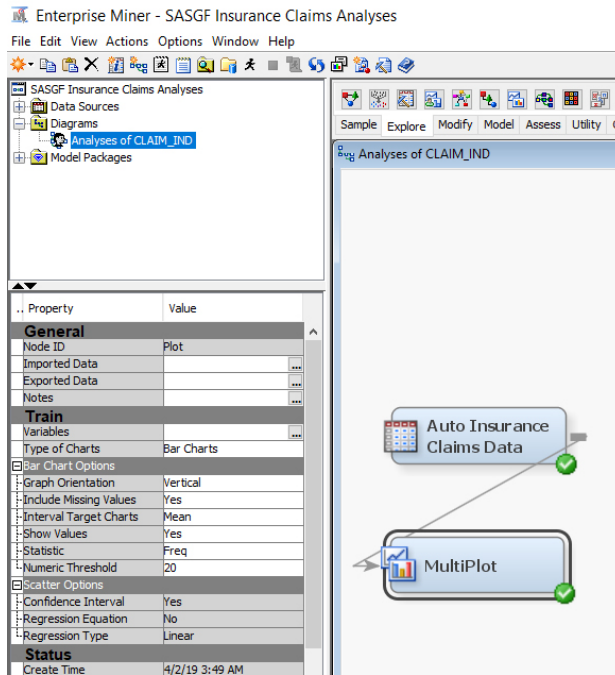 Enterprise Miner - SASGF Insurance Claims Analyses
File Edit View Actions Options Window Help
SASGF Insurance Claims Analyses
Data Sources
Diagrams
Analyses of CLAIM_IND
Model Packages
Sample Explore Modify Model Assess Utility
Analyses of CLAIM_IND
.. Property Value
General
Node ID Plot
Imported Data ...
Exported Data ...
Notes ...
Train
Variables ...
Type of Charts Bar Charts
Bar Chart Options
Graph Orientation Vertical
Include Missing Values Yes
Interval Target Charts Mean
Show Values Yes
Statistic Freq
Numeric Threshold 20
Scatter Options
Confidence Interval Yes
Regression Equation No
Regression Type Linear
Status
Create Time 4/2/19 3:49 AM
Auto Insurance
Claims Data
MultiPlot